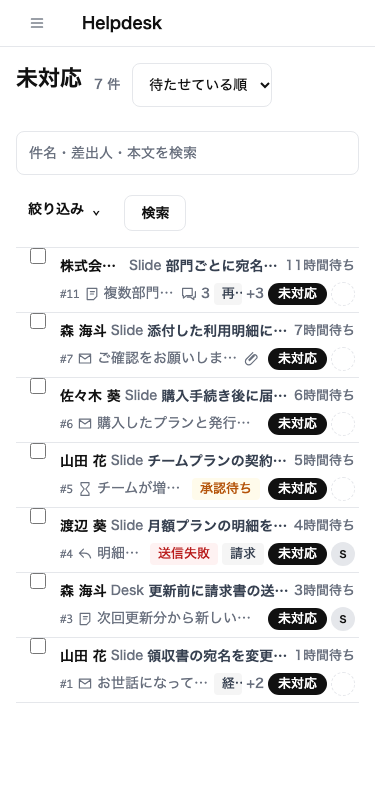 Helpdesk
未対応 7 件 待たせている順
件名・差出人・本文を検索
絞り込み 検索
株式会… Slide 部門ごとに宛名… 11時間待ち
#11 複数部門… 3 再… +3 未対応
森 海斗 Slide 添付した利用明細に… 7時間待ち
#7 ご確認をお願いしま… 未対応
佐々木 葵 Slide 購入手続き後に届… 6時間待ち
#6 購入したプランと発行… 未対応
山田 花 Slide チームプランの契約… 5時間待ち
#5 チームが増… 承認待ち 未対応
渡辺 葵 Slide 月額プランの明細を… 4時間待ち
#4 明細… 送信失敗 請求 未対応 S
森 海斗 Desk 更新前に請求書の送… 3時間待ち
#3 次回更新分から新しい… 未対応 S
山田 花 Slide 領収書の宛名を変更… 1時間待ち
#1 お世話になって… 経… +2 未対応